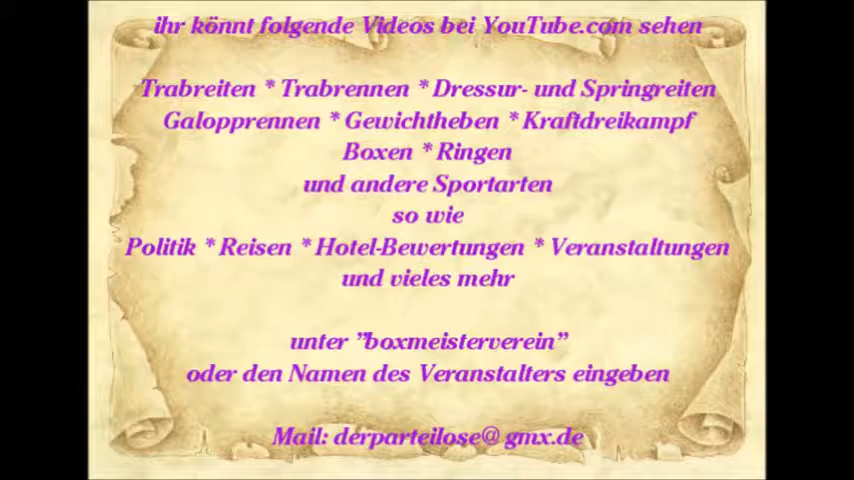 ihr könnt folgende Videos bei YouTube.com sehen
Trabreiten * Trabrennen * Dressur- und Springreiten
Galopprennen * Gewichtheben * Kraftdreikampf
Boxen * Ringen
und andere Sportarten
so wie
Politik * Reisen * Hotel-Bewertungen * Veranstaltungen
und vieles mehr
unter "boxmeisterverein"
oder den Namen des Veranstalters eingeben
Mail: derparteilose@gmx.de